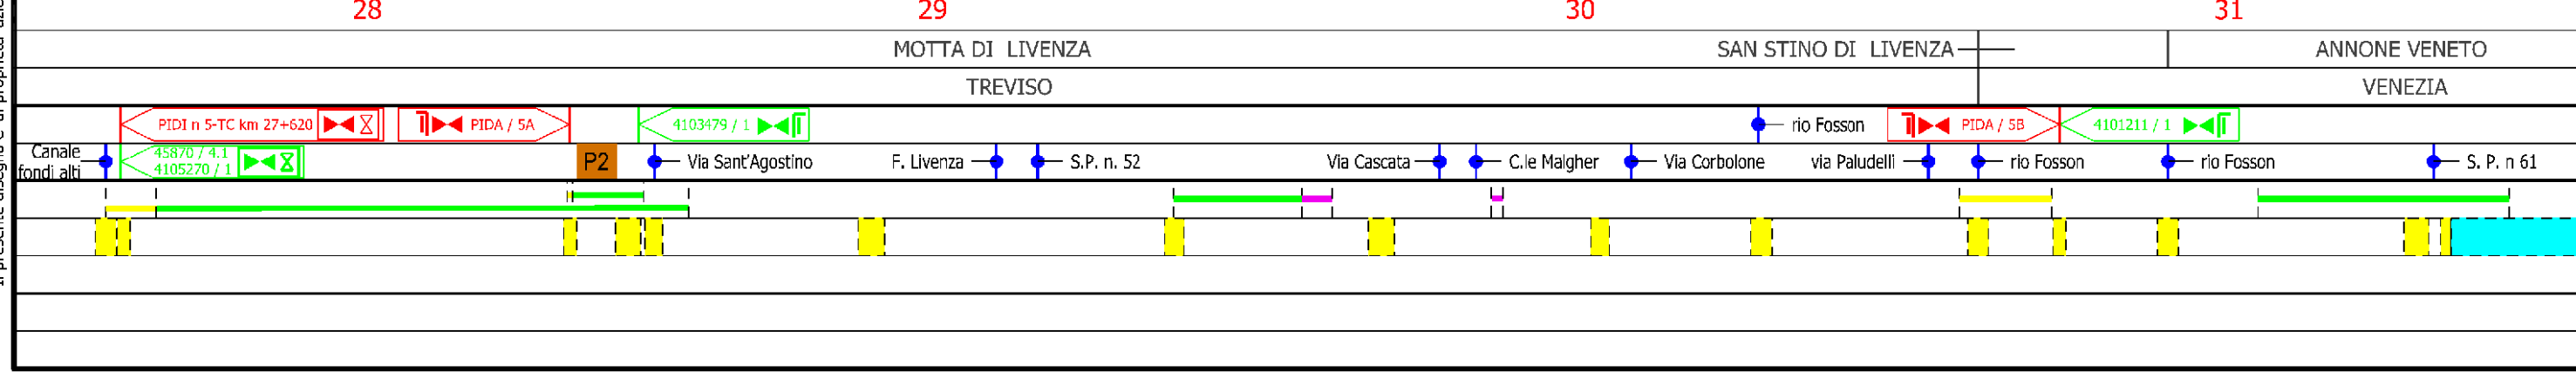 28 29 30 31
MOTTA DI LIVENZA SAN STINO DI LIVENZA ANNONE VENETO
TREVISO VENEZIA
PIDI n 5-TC km 27+620 PIDA / 5A 4103479 / 1 rio Fosson PIDA / 5B 4101211 / 1
Canale
fondi alti
45870 / 4.1
4105270 / 1
P2 Via Sant'Agostino F. Livenza S.P. n. 52 Via Cascata C.le Malgher Via Corbolone via Paludelli rio Fosson rio Fosson S. P. n 61